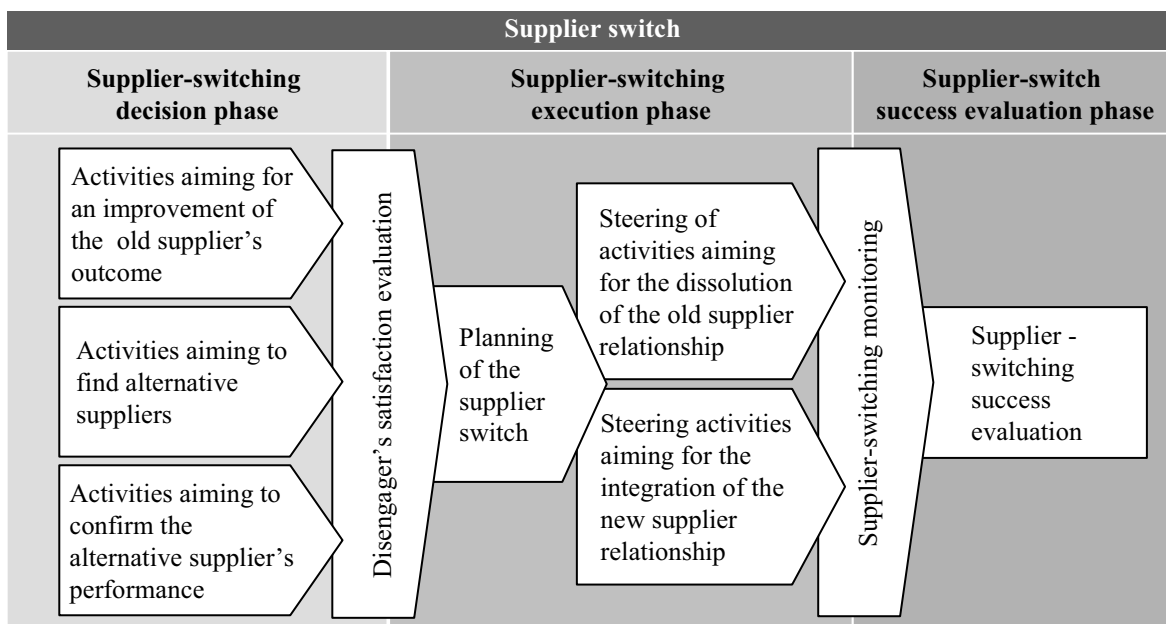 Supplier switch
Supplier-switching
decision phase
Supplier-switching
execution phase
Supplier-switch
success evaluation phase
Activities aiming for
an improvement of
the old supplier’s
outcome
Activities aiming to
find alternative
suppliers
Activities aiming to
confirm the
alternative supplier’s
performance
Disengager’s satisfaction evaluation
Planning
of the
supplier
switch
Steering of
activities aiming
for the dissolution
of the old supplier
relationship
Steering activities
aiming for the
integration of the
new supplier
relationship
Supplier-switching monitoring
Supplier -
switching
success
evaluation